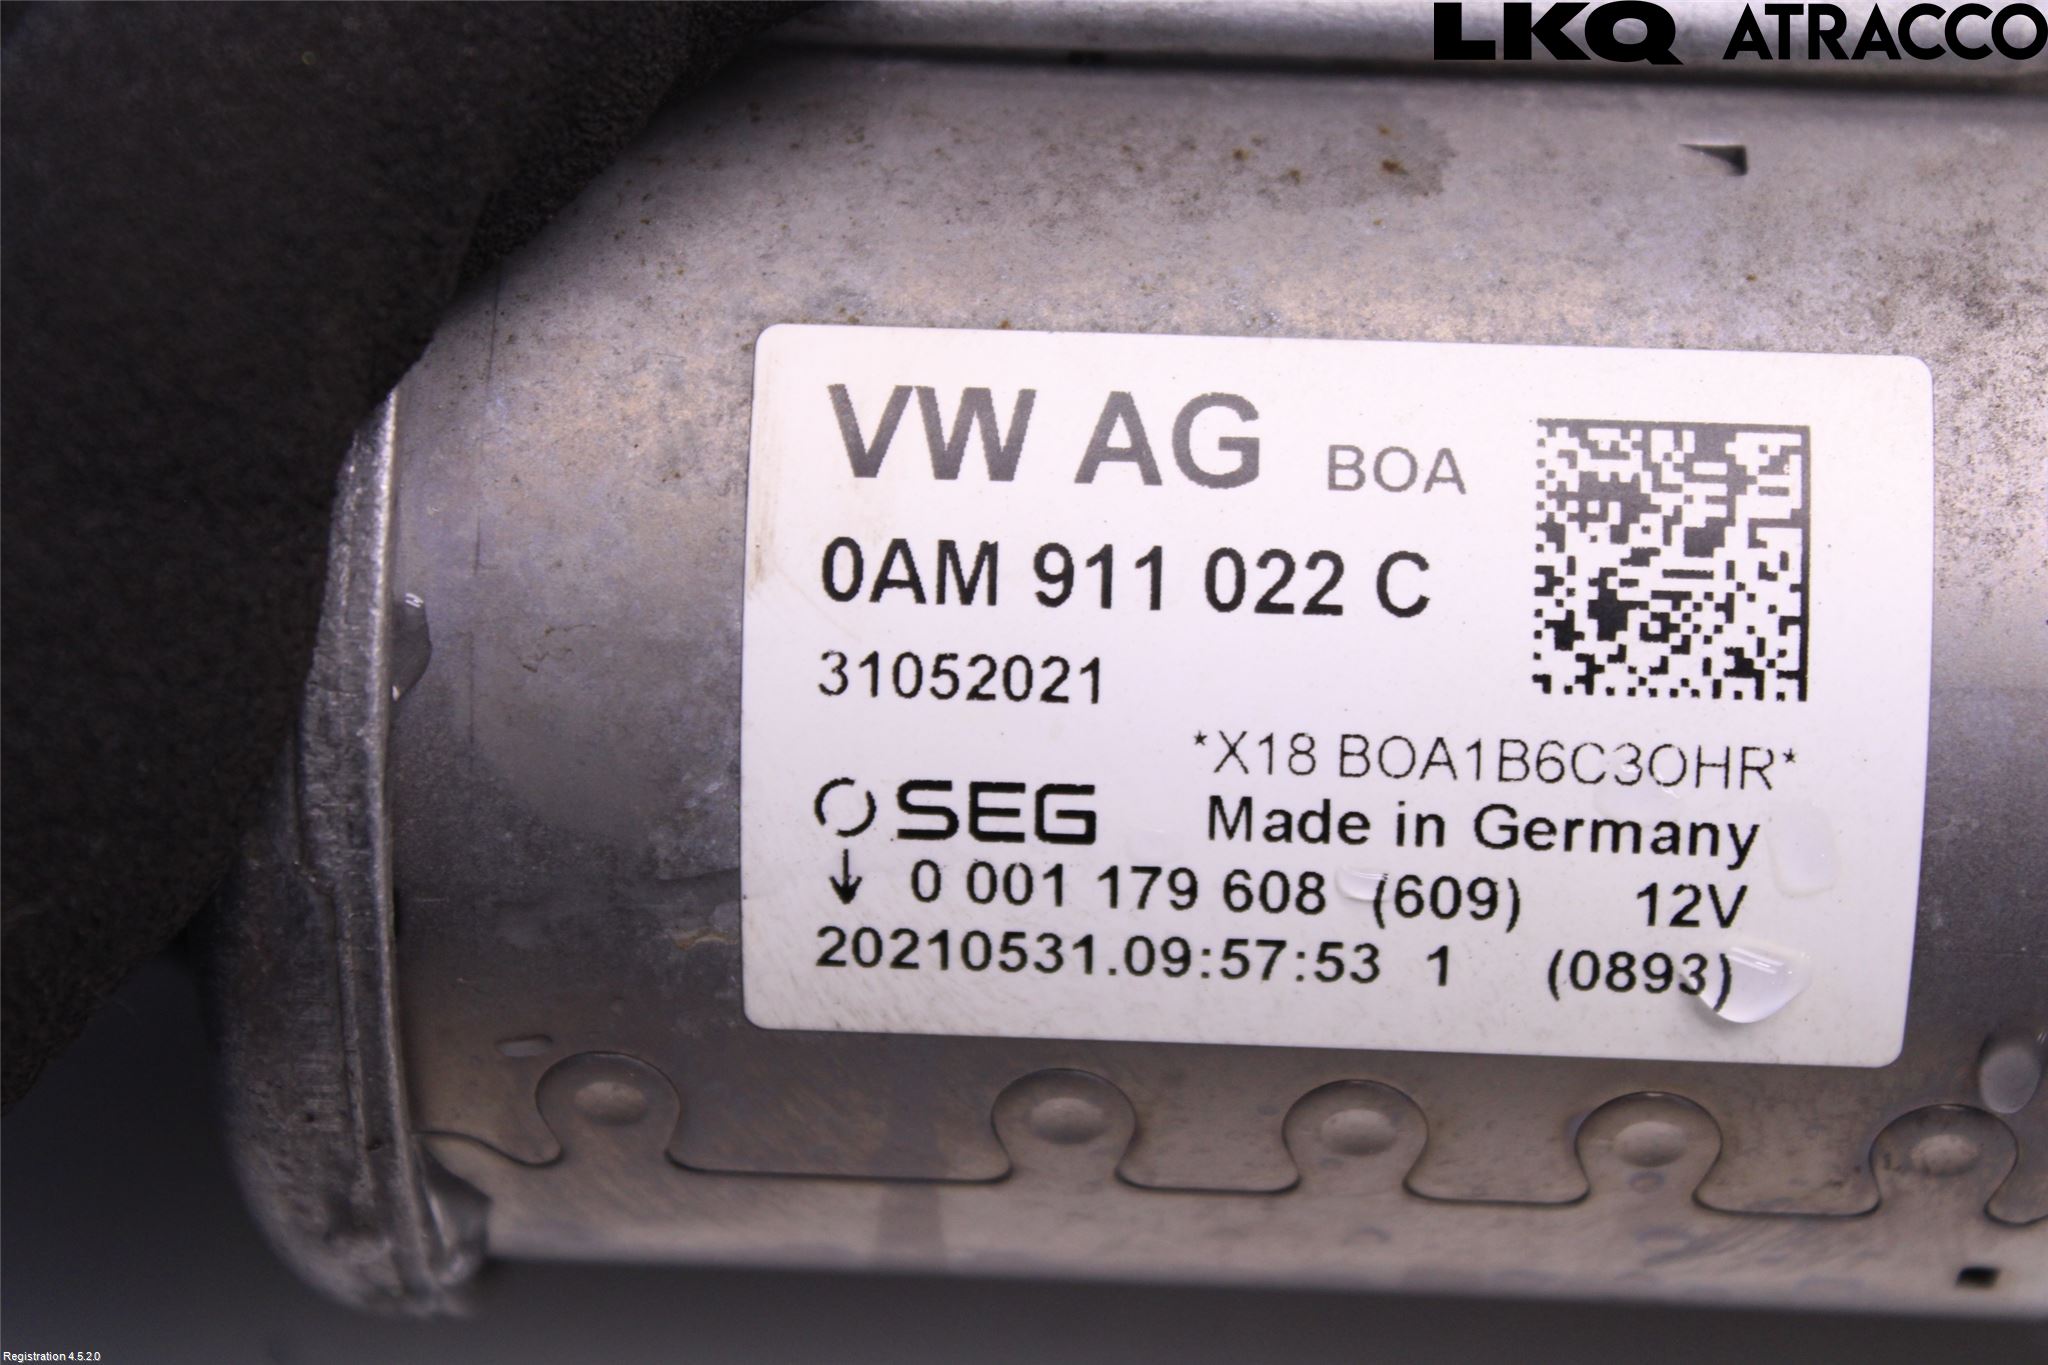 LKQ ATRACCO
VW AG BOA
0AM 911 022 C
31052021
*X18 BOA1B6C3OHR*
SEG Made in Germany
↓ 0 001 179 608 (609) 12V
20210531.09:57:53 1 (0893)
Registration 4.5.2.0